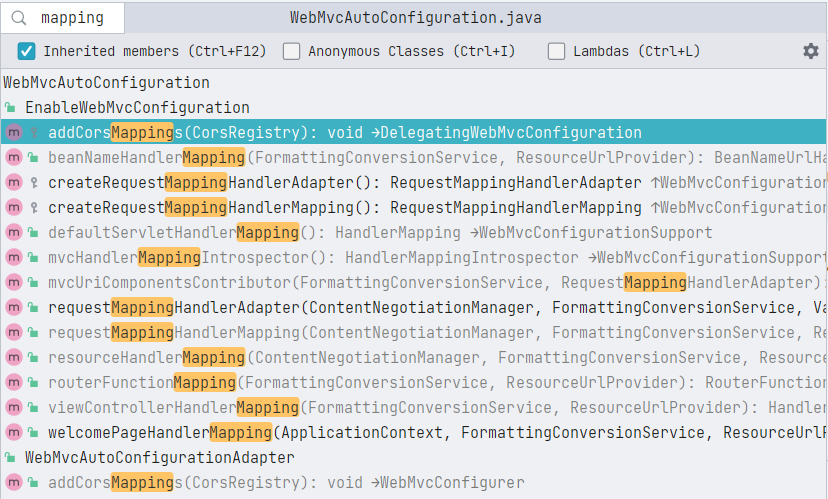 mapping WebMvcAutoConfiguration.java
Inherited members (Ctrl+F12) Anonymous Classes (Ctrl+I) Lambdas (Ctrl+L)
WebMvcAutoConfiguration
EnableWebMvcConfiguration
m addCorsMappings(CorsRegistry): void →DelegatingWebMvcConfiguration
m beanNameHandlerMapping(FormattingConversionService, ResourceUrlProvider): BeanNameUrlHa
m createRequestMappingHandlerAdapter(): RequestMappingHandlerAdapter ↑WebMvcConfiguration
m createRequestMappingHandlerMapping(): RequestMappingHandlerMapping ↑WebMvcConfiguration
m defaultServletHandlerMapping(): HandlerMapping →WebMvcConfigurationSupport
m mvcHandlerMappingIntrospector(): HandlerMappingIntrospector →WebMvcConfigurationSupport
m mvcUriComponentsContributor(FormattingConversionService, RequestMappingHandlerAdapter):
m requestMappingHandlerAdapter(ContentNegotiationManager, FormattingConversionService, Va
m requestMappingHandlerMapping(ContentNegotiationManager, FormattingConversionService, Re
m resourceHandlerMapping(ContentNegotiationManager, FormattingConversionService, Resource
m routerFunctionMapping(FormattingConversionService, ResourceUrlProvider): RouterFunction
m viewControllerHandlerMapping(FormattingConversionService, ResourceUrlProvider): Handler
m welcomePageHandlerMapping(ApplicationContext, FormattingConversionService, ResourceUrlP
WebMvcAutoConfigurationAdapter
m addCorsMappings(CorsRegistry): void →WebMvcConfigurer